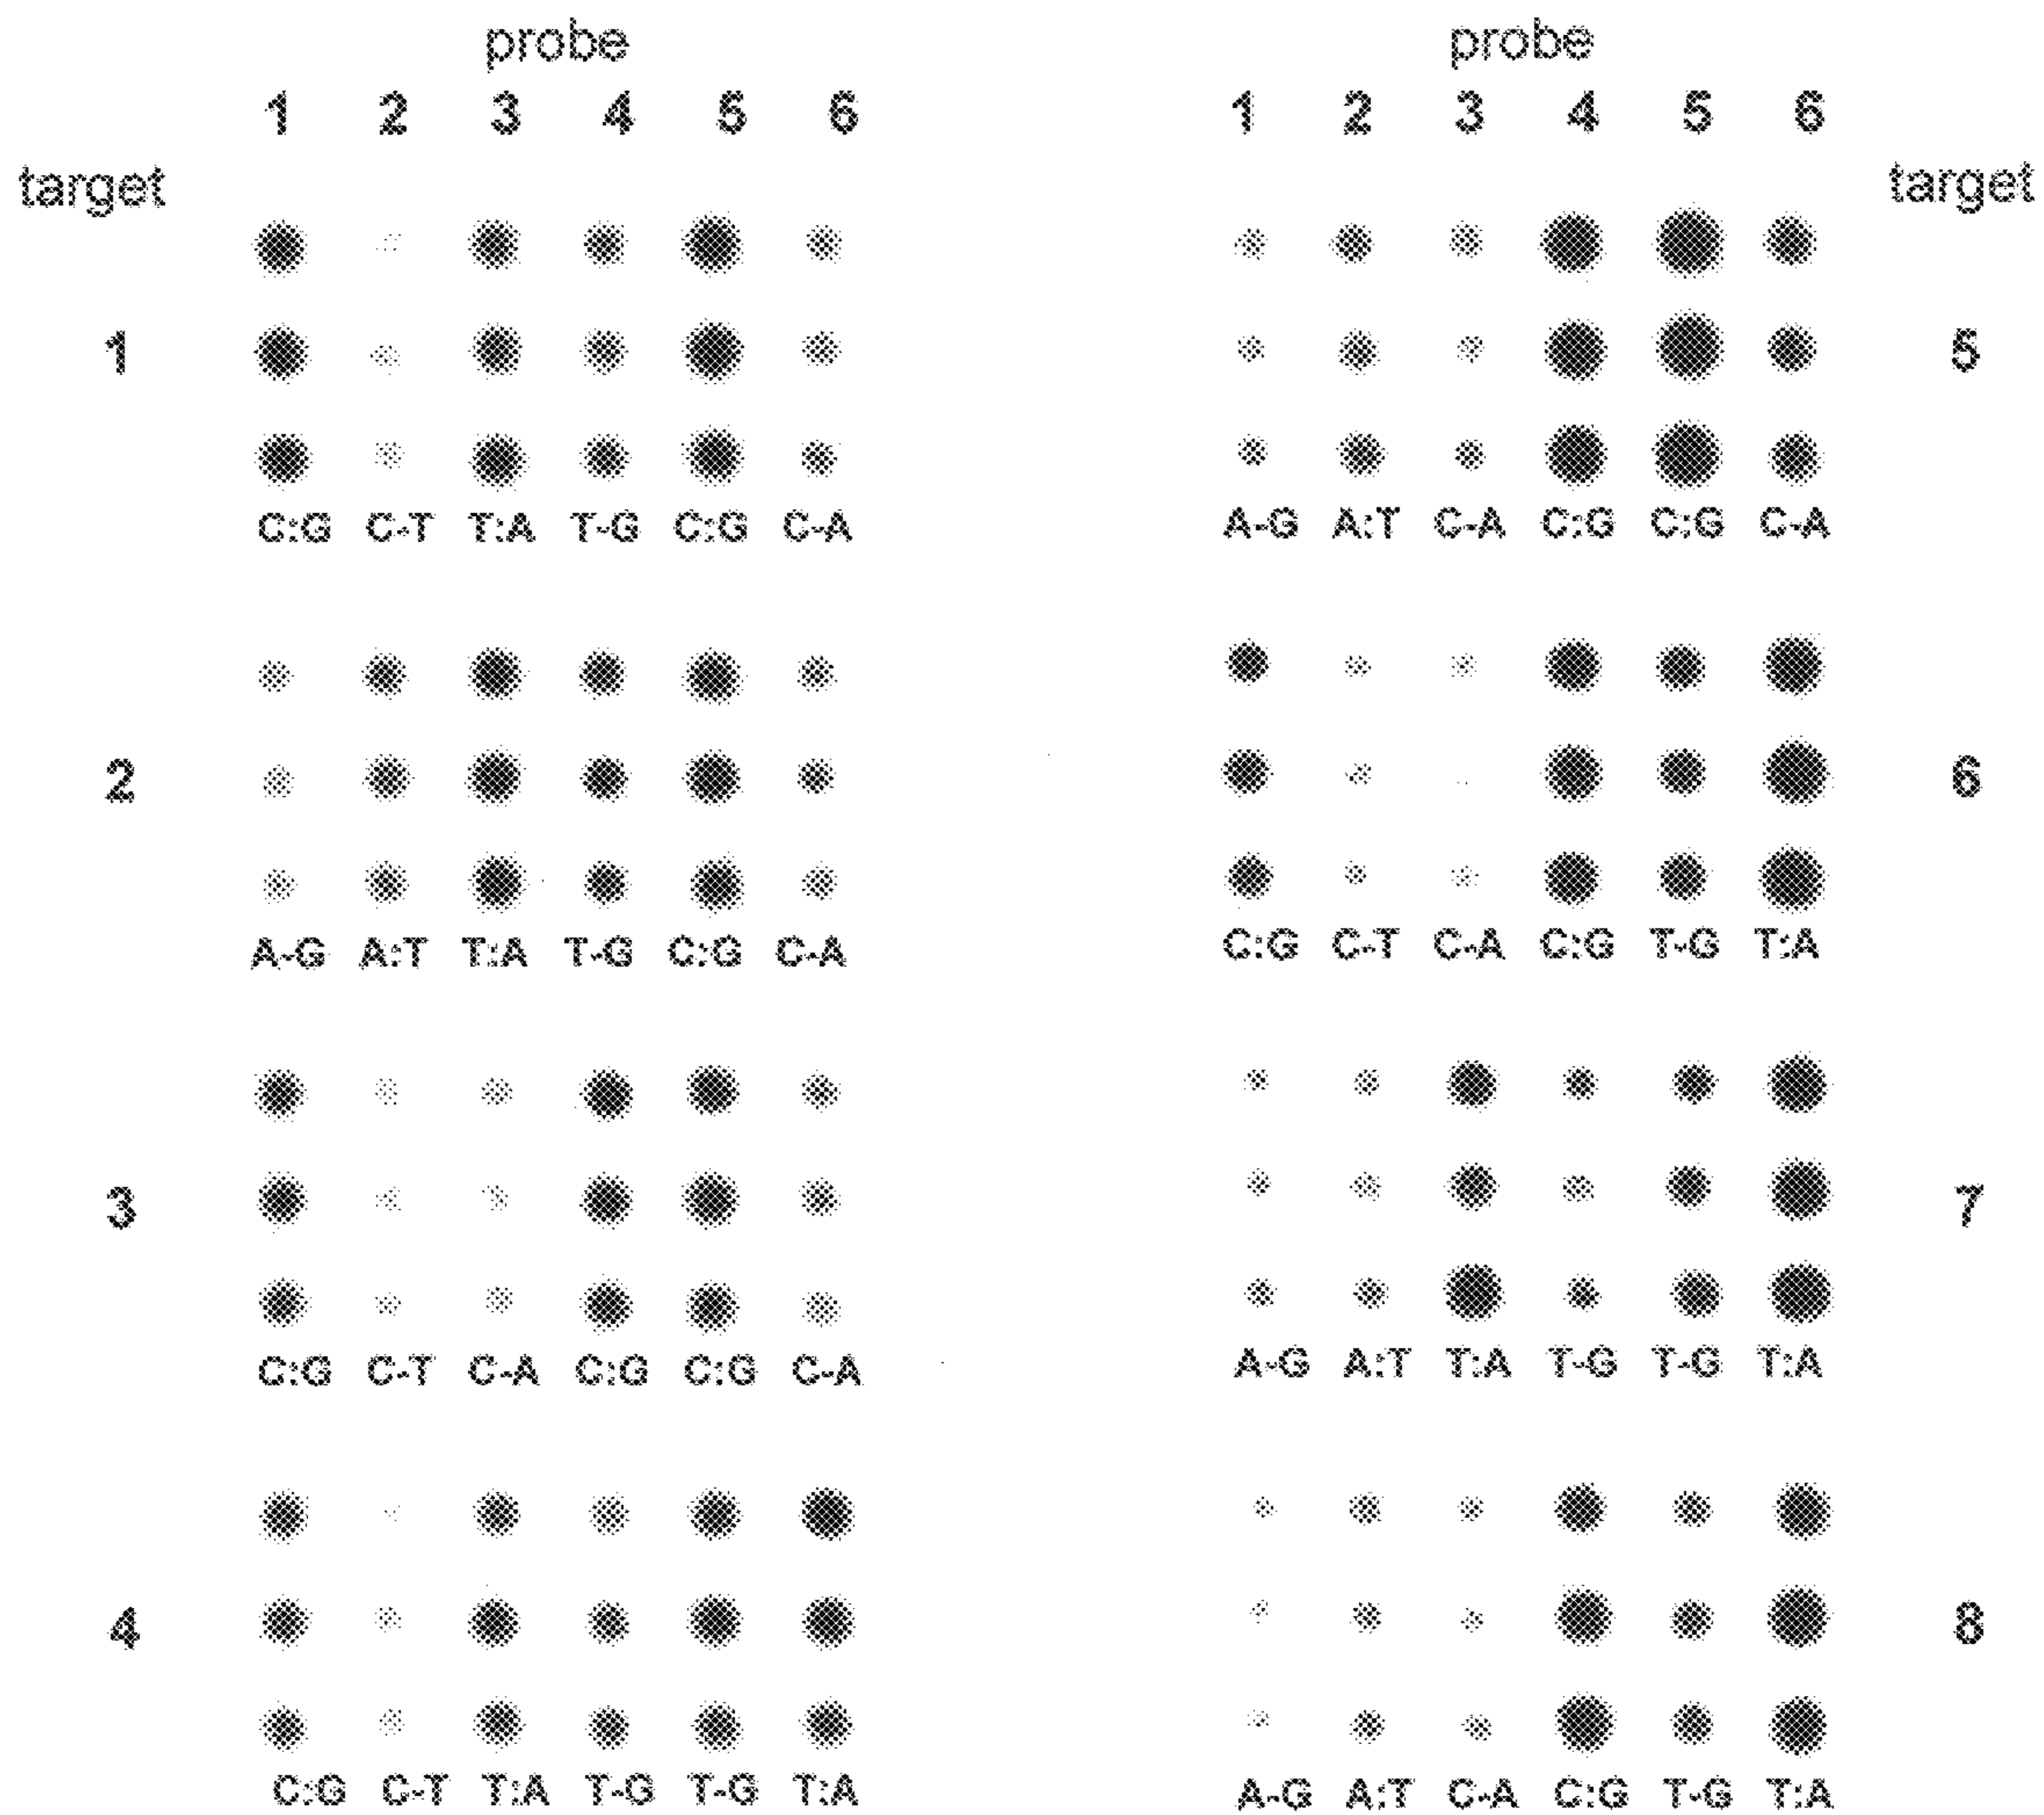 probe probe
1 2 3 4 5 6 1 2 3 4 5 6
target target
1 5
C:G C-T T:A T-G C:G C-A A-G A:T C-A C:G C:G C-A
2 6
A-G A:T T:A T-G C:G C-A C:G C-T C-A C:G T-G T:A
3 7
C:G C-T C-A C:G C:G C-A A-G A:T T:A T-G T-G T:A
4 8
C:G C-T T:A T-G T-G T:A A-G A:T C-A C:G T-G T:A